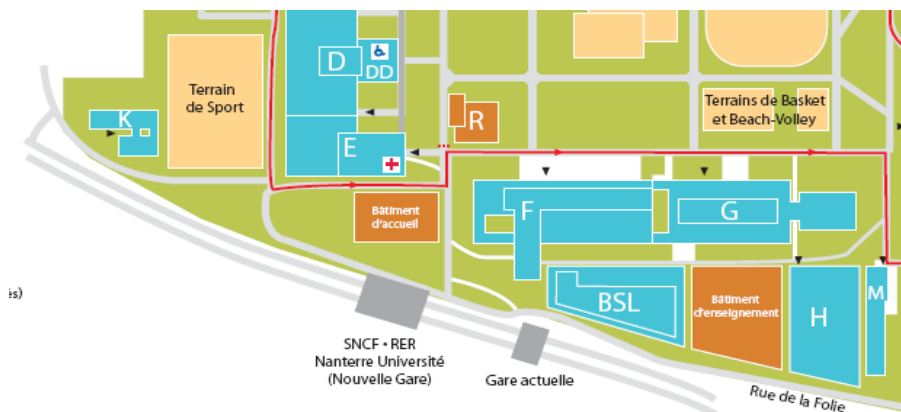 D
DD
Terrain
de Sport
K
R
Terrains de Basket
et Beach-Volley
E
Bâtiment
d'accueil
F
G
és)
BSL
Bâtiment
d'enseignement
H
M
SNCF • RER
Nanterre Université
(Nouvelle Gare)
Gare actuelle
Rue de la Folie